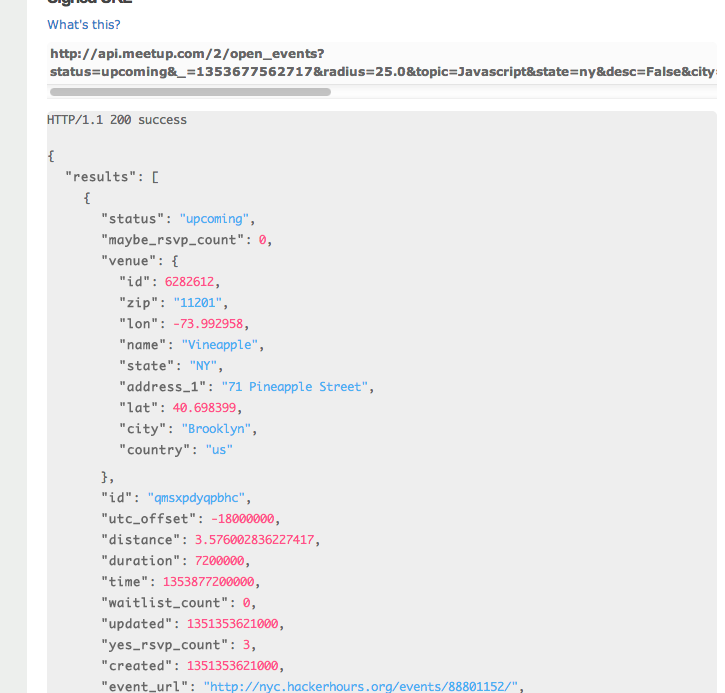 What's this?
http://api.meetup.com/2/open_events?
status=upcoming&_=1353677562717&radius=25.0&topic=Javascript&state=ny&desc=False&city=
HTTP/1.1 200 success
{
"results": [
{
"status": "upcoming",
"maybe_rsvp_count": 0,
"venue": {
"id": 6282612,
"zip": "11201",
"lon": -73.992958,
"name": "Vineapple",
"state": "NY",
"address_1": "71 Pineapple Street",
"lat": 40.698399,
"city": "Brooklyn",
"country": "us"
},
"id": "qmsxpdyqpbhc",
"utc_offset": -18000000,
"distance": 3.576002836227417,
"duration": 7200000,
"time": 1353877200000,
"waitlist_count": 0,
"updated": 1351353621000,
"yes_rsvp_count": 3,
"created": 1351353621000,
"event_url": "http://nyc.hackerhours.org/events/88801152/",